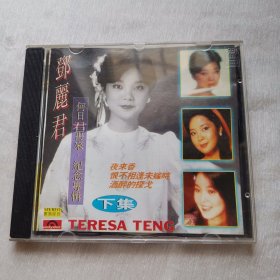 鄧麗君
何日君再來 紀念專輯
夜來香
恨不相逢未嫁時
酒醉的探戈
下集
TERESA TENG